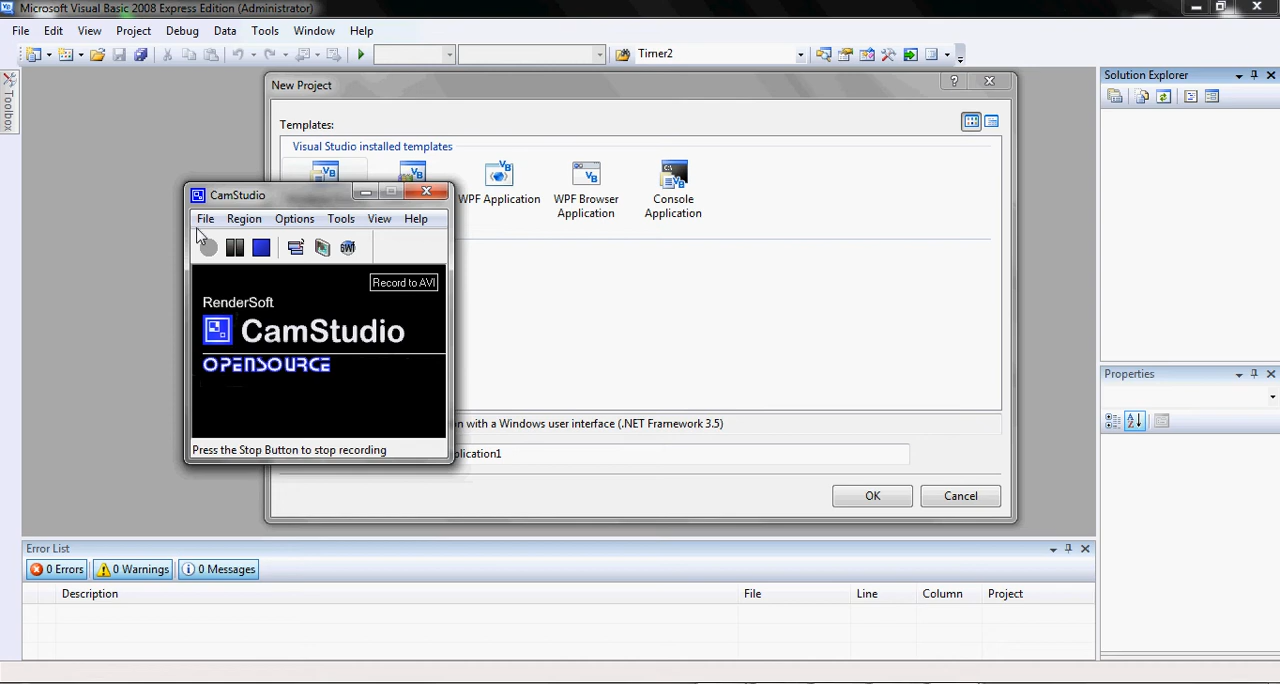 Microsoft Visual Basic 2008 Express Edition (Administrator)
File Edit View Project Debug Data Tools Window Help
Timer2
Toolbox
New Project
Templates:
Visual Studio installed templates
WPF Application
WPF Browser Application
Console Application
n with a Windows user interface (.NET Framework 3.5)
plication1
OK Cancel
CamStudio
File Region Options Tools View Help
Record to AVI
RenderSoft
CamStudio
OPENSOURCE
Press the Stop Button to stop recording
Solution Explorer
Properties
Error List
0 Errors 0 Warnings 0 Messages
Description File Line Column Project